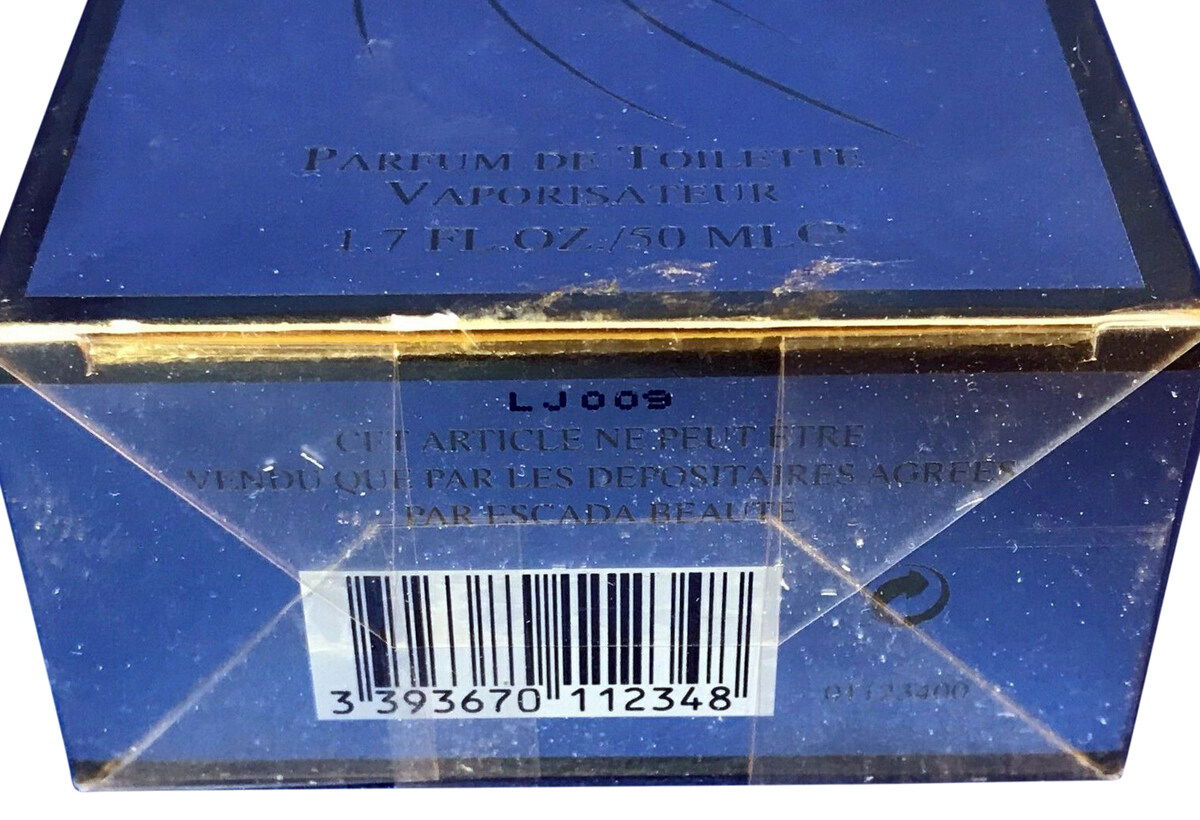 PARFUM DE TOILETTE
VAPORISATEUR
1.7 FL.OZ./50 ML℮
LJ009
CET ARTICLE NE PEUT ETRE
VENDU QUE PAR LES DEPOSITAIRES AGREES
PAR ESCADA BEAUTE
3 393670 112348
01123400